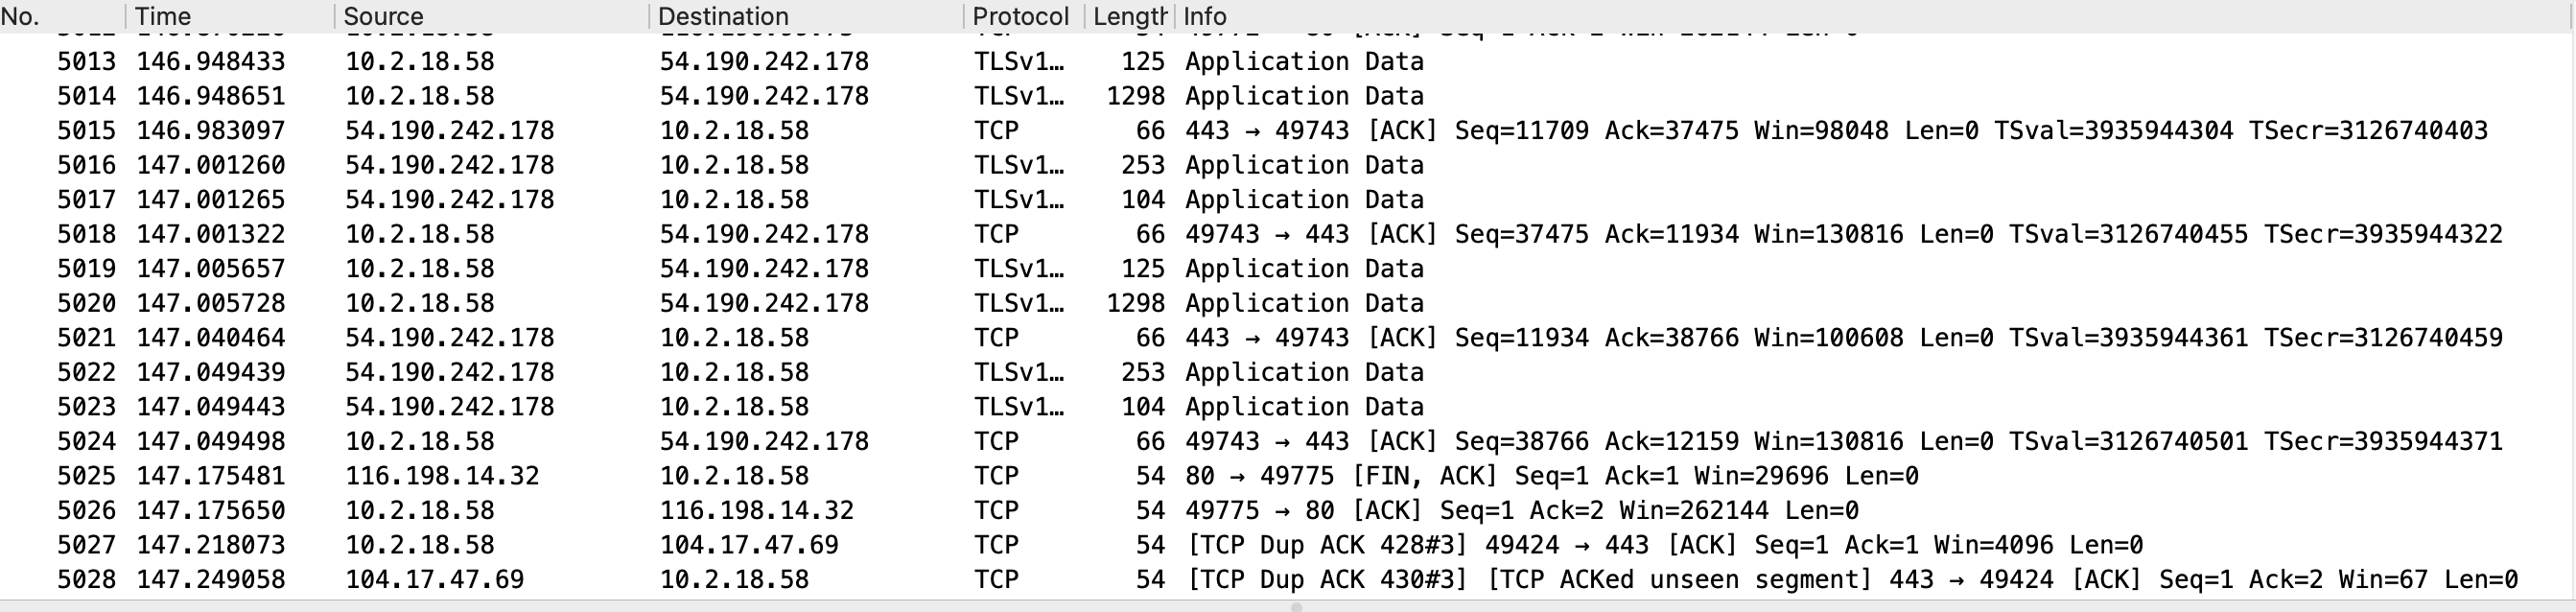 No. Time Source Destination Protocol Length Info
5013 146.948433 10.2.18.58 54.190.242.178 TLSv1… 125 Application Data
5014 146.948651 10.2.18.58 54.190.242.178 TLSv1… 1298 Application Data
5015 146.983097 54.190.242.178 10.2.18.58 TCP 66 443 → 49743 [ACK] Seq=11709 Ack=37475 Win=98048 Len=0 TSval=3935944304 TSecr=3126740403
5016 147.001260 54.190.242.178 10.2.18.58 TLSv1… 253 Application Data
5017 147.001265 54.190.242.178 10.2.18.58 TLSv1… 104 Application Data
5018 147.001322 10.2.18.58 54.190.242.178 TCP 66 49743 → 443 [ACK] Seq=37475 Ack=11934 Win=130816 Len=0 TSval=3126740455 TSecr=3935944322
5019 147.005657 10.2.18.58 54.190.242.178 TLSv1… 125 Application Data
5020 147.005728 10.2.18.58 54.190.242.178 TLSv1… 1298 Application Data
5021 147.040464 54.190.242.178 10.2.18.58 TCP 66 443 → 49743 [ACK] Seq=11934 Ack=38766 Win=100608 Len=0 TSval=3935944361 TSecr=3126740459
5022 147.049439 54.190.242.178 10.2.18.58 TLSv1… 253 Application Data
5023 147.049443 54.190.242.178 10.2.18.58 TLSv1… 104 Application Data
5024 147.049498 10.2.18.58 54.190.242.178 TCP 66 49743 → 443 [ACK] Seq=38766 Ack=12159 Win=130816 Len=0 TSval=3126740501 TSecr=3935944371
5025 147.175481 116.198.14.32 10.2.18.58 TCP 54 80 → 49775 [FIN, ACK] Seq=1 Ack=1 Win=29696 Len=0
5026 147.175650 10.2.18.58 116.198.14.32 TCP 54 49775 → 80 [ACK] Seq=1 Ack=2 Win=262144 Len=0
5027 147.218073 10.2.18.58 104.17.47.69 TCP 54 [TCP Dup ACK 428#3] 49424 → 443 [ACK] Seq=1 Ack=1 Win=4096 Len=0
5028 147.249058 104.17.47.69 10.2.18.58 TCP 54 [TCP Dup ACK 430#3] [TCP ACKed unseen segment] 443 → 49424 [ACK] Seq=1 Ack=2 Win=67 Len=0